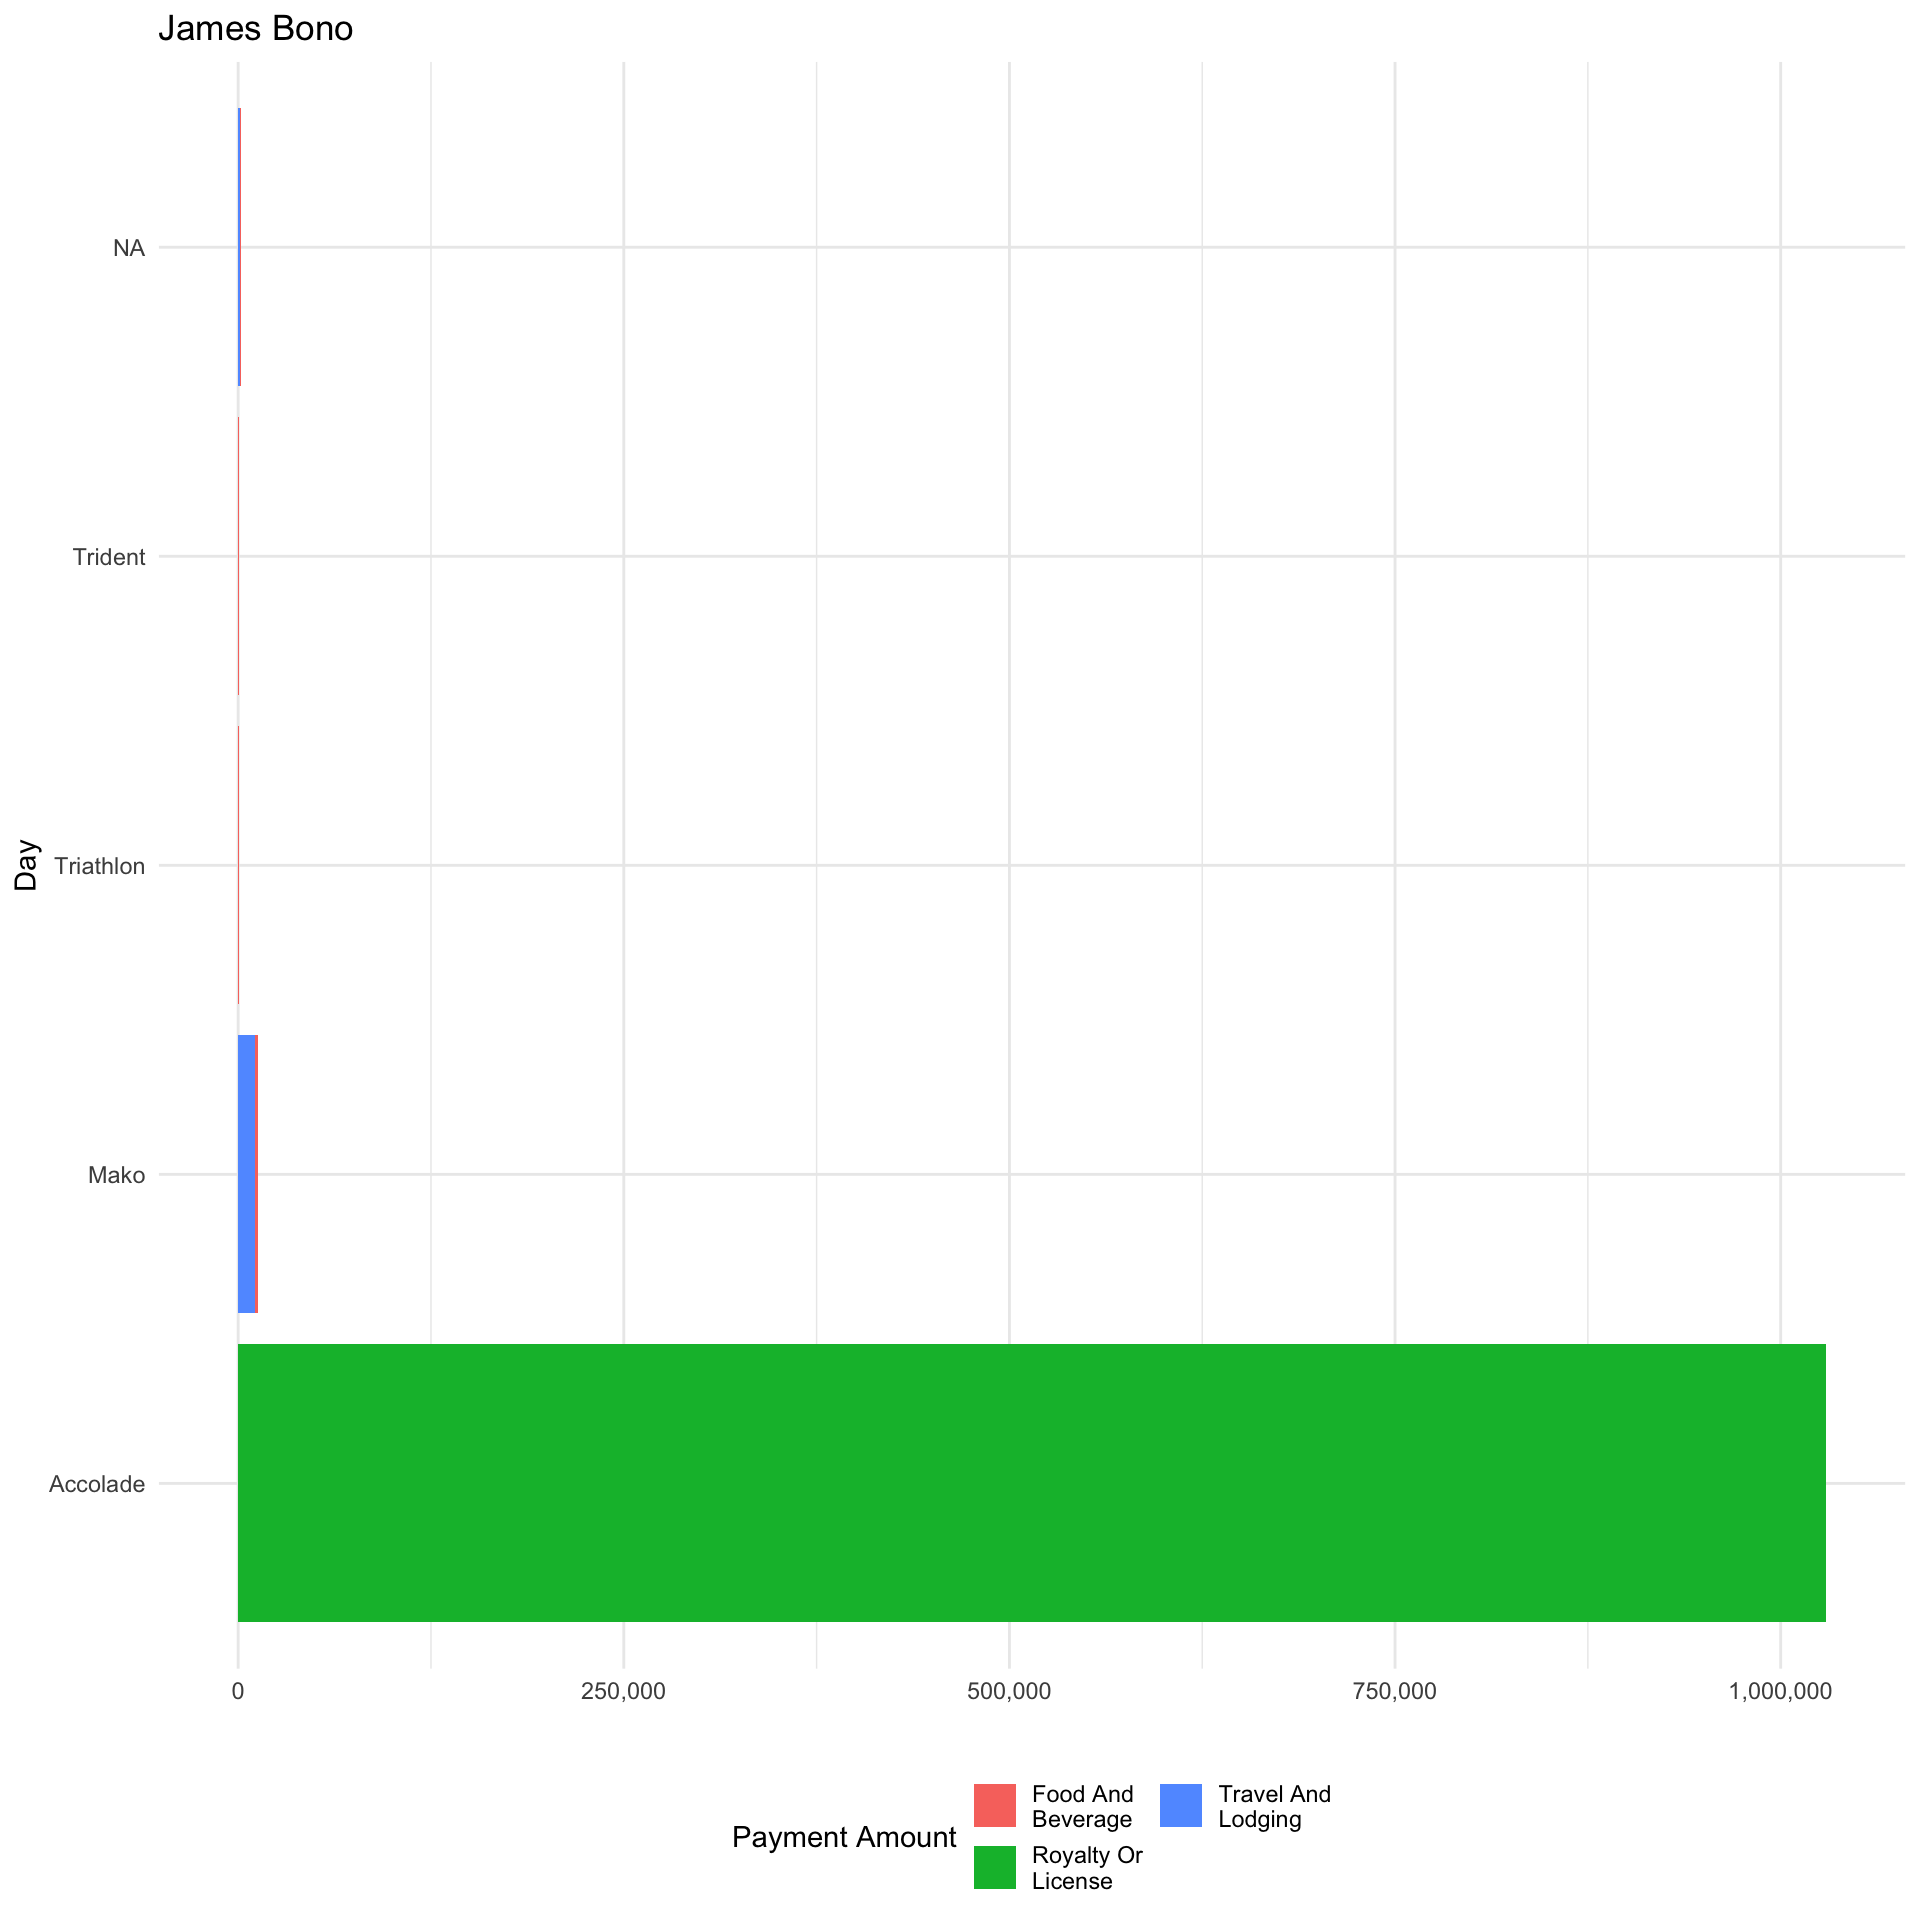 James Bono
NA
Trident
Triathlon
Mako
Accolade
Day
0
250,000
500,000
750,000
1,000,000
Payment Amount
Food And
Beverage
Royalty Or
License
Travel And
Lodging